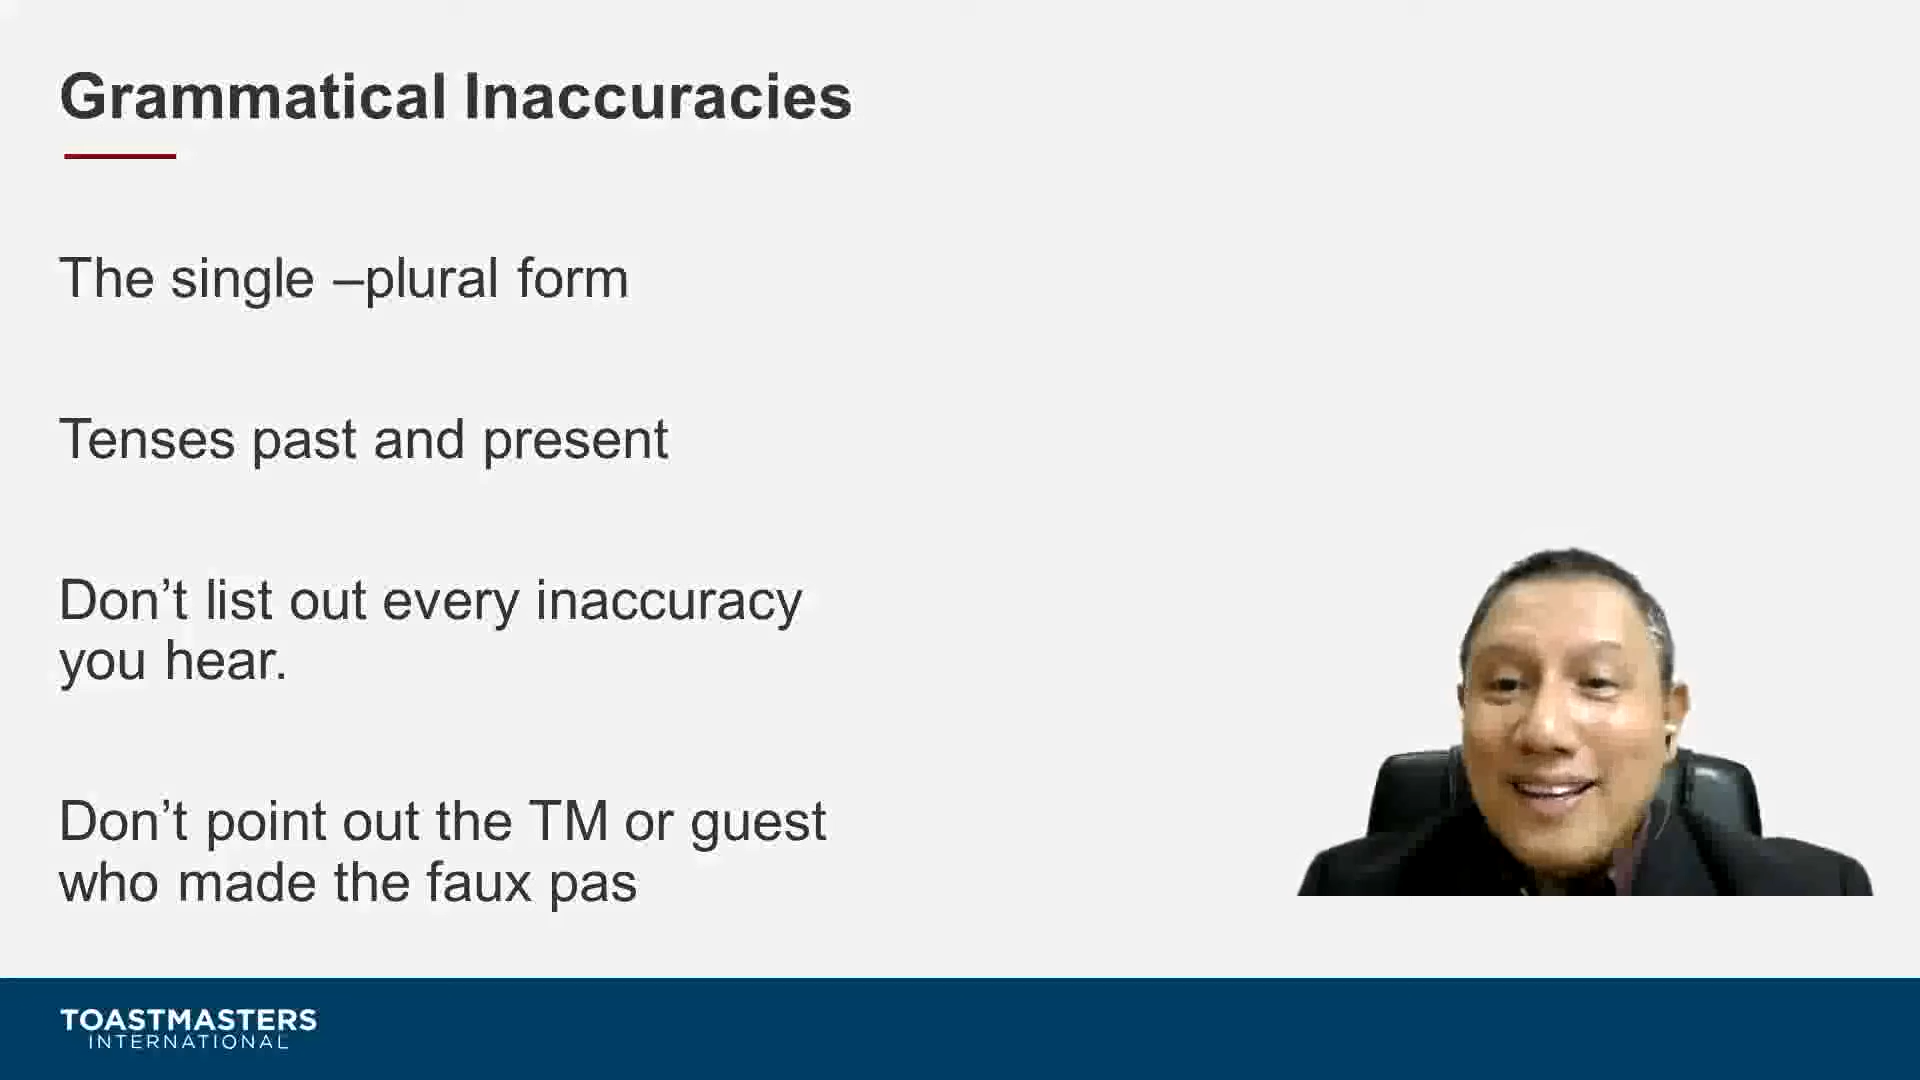 Grammatical Inaccuracies
The single –plural form
Tenses past and present
Don’t list out every inaccuracy
you hear.
Don’t point out the TM or guest
who made the faux pas
TOASTMASTERS
INTERNATIONAL